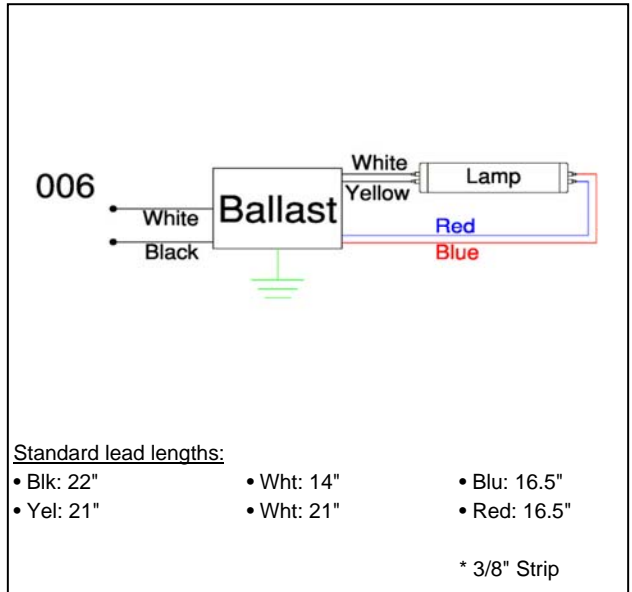 006
White
Black
Ballast
White
Yellow
Lamp
Red
Blue
Standard lead lengths:
• Blk: 22" • Wht: 14" • Blu: 16.5"
• Yel: 21" • Wht: 21" • Red: 16.5"
* 3/8" Strip